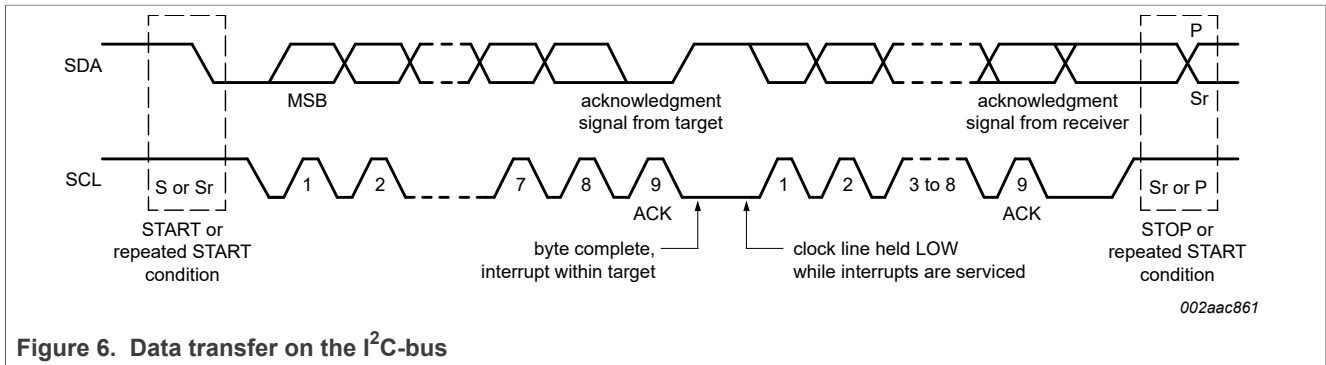 P
SDA
MSB
acknowledgment
signal from target
acknowledgment
signal from receiver
Sr
SCL
S or Sr
1
2
7
8
9
1
2
3 to 8
9
Sr or P
ACK
ACK
START or
repeated START
condition
byte complete,
interrupt within target
clock line held LOW
while interrupts are serviced
STOP or
repeated START
condition
002aac861
Figure 6. Data transfer on the I²C-bus